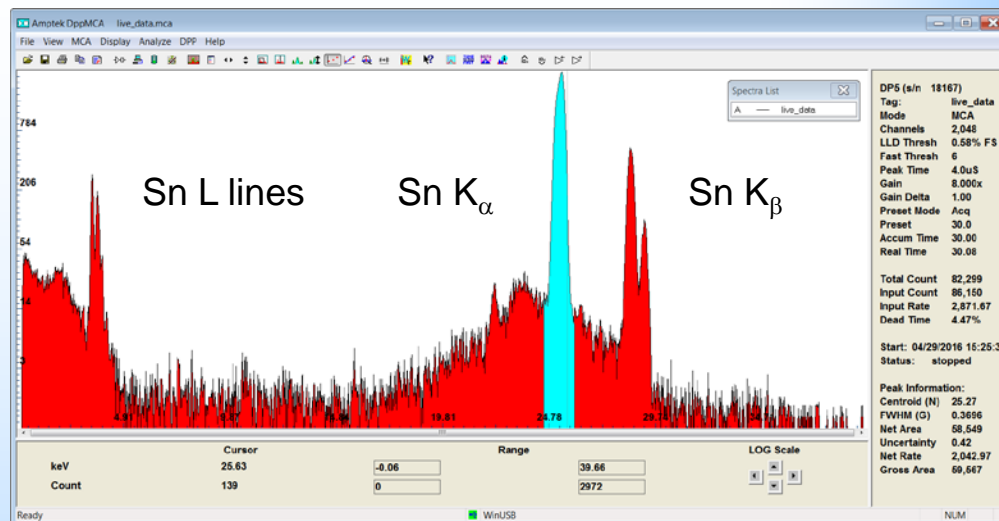 Amptek DppMCA live_data.mca
File View MCA Display Analyze DPP Help
Spectra List
A — live_data
784
206
54
14
3
Sn L lines
Sn Kα
Sn Kβ
4.91
19.81
24.78
DP5 (s/n 18167)
Tag: live_data
Mode MCA
Channels 2,048
LLD Thresh 0.58% FS
Fast Thresh 6
Peak Time 4.0uS
Gain 8.000x
Gain Delta 1.00
Preset Mode Acq
Preset 30.0
Accum Time 30.00
Real Time 30.08
Total Count 82,299
Input Count 86,150
Input Rate 2,871.67
Dead Time 4.47%
Start: 04/29/2016 15:25:3
Status: stopped
Peak Information:
Centroid (N) 25.27
FWHM (G) 0.3696
Net Area 58,549
Uncertainty 0.42
Net Rate 2,042.97
Gross Area 59,567
Cursor Range LOG Scale
keV 25.63 -0.06 39.66
Count 139 0 2972
Ready WinUSB NUM